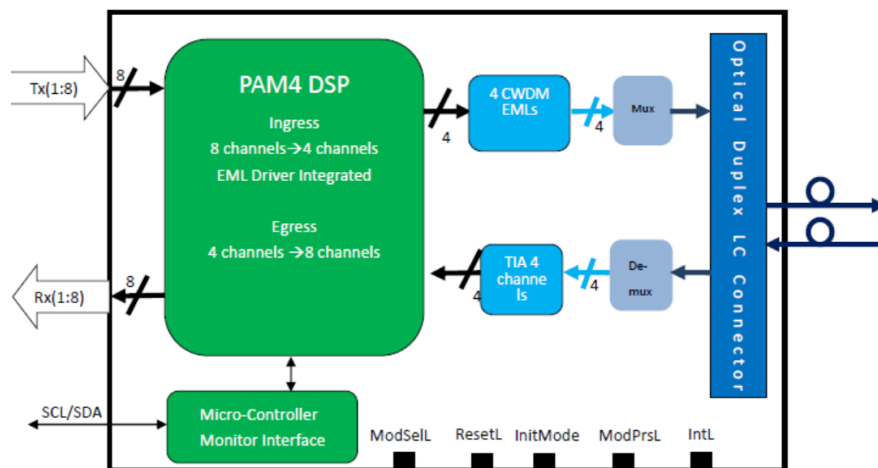 Tx(1:8)
8
PAM4 DSP
Ingress
8 channels→4 channels
EML Driver Integrated
Egress
4 channels →8 channels
4
4 CWDM
EMLs
4
Mux
Optical Duplex LC Connector
Rx(1:8)
8
4
TIA 4
channe
ls
4
De-
mux
SCL/SDA
Micro-Controller
Monitor Interface
ModSelL
ResetL
InitMode
ModPrsL
IntL